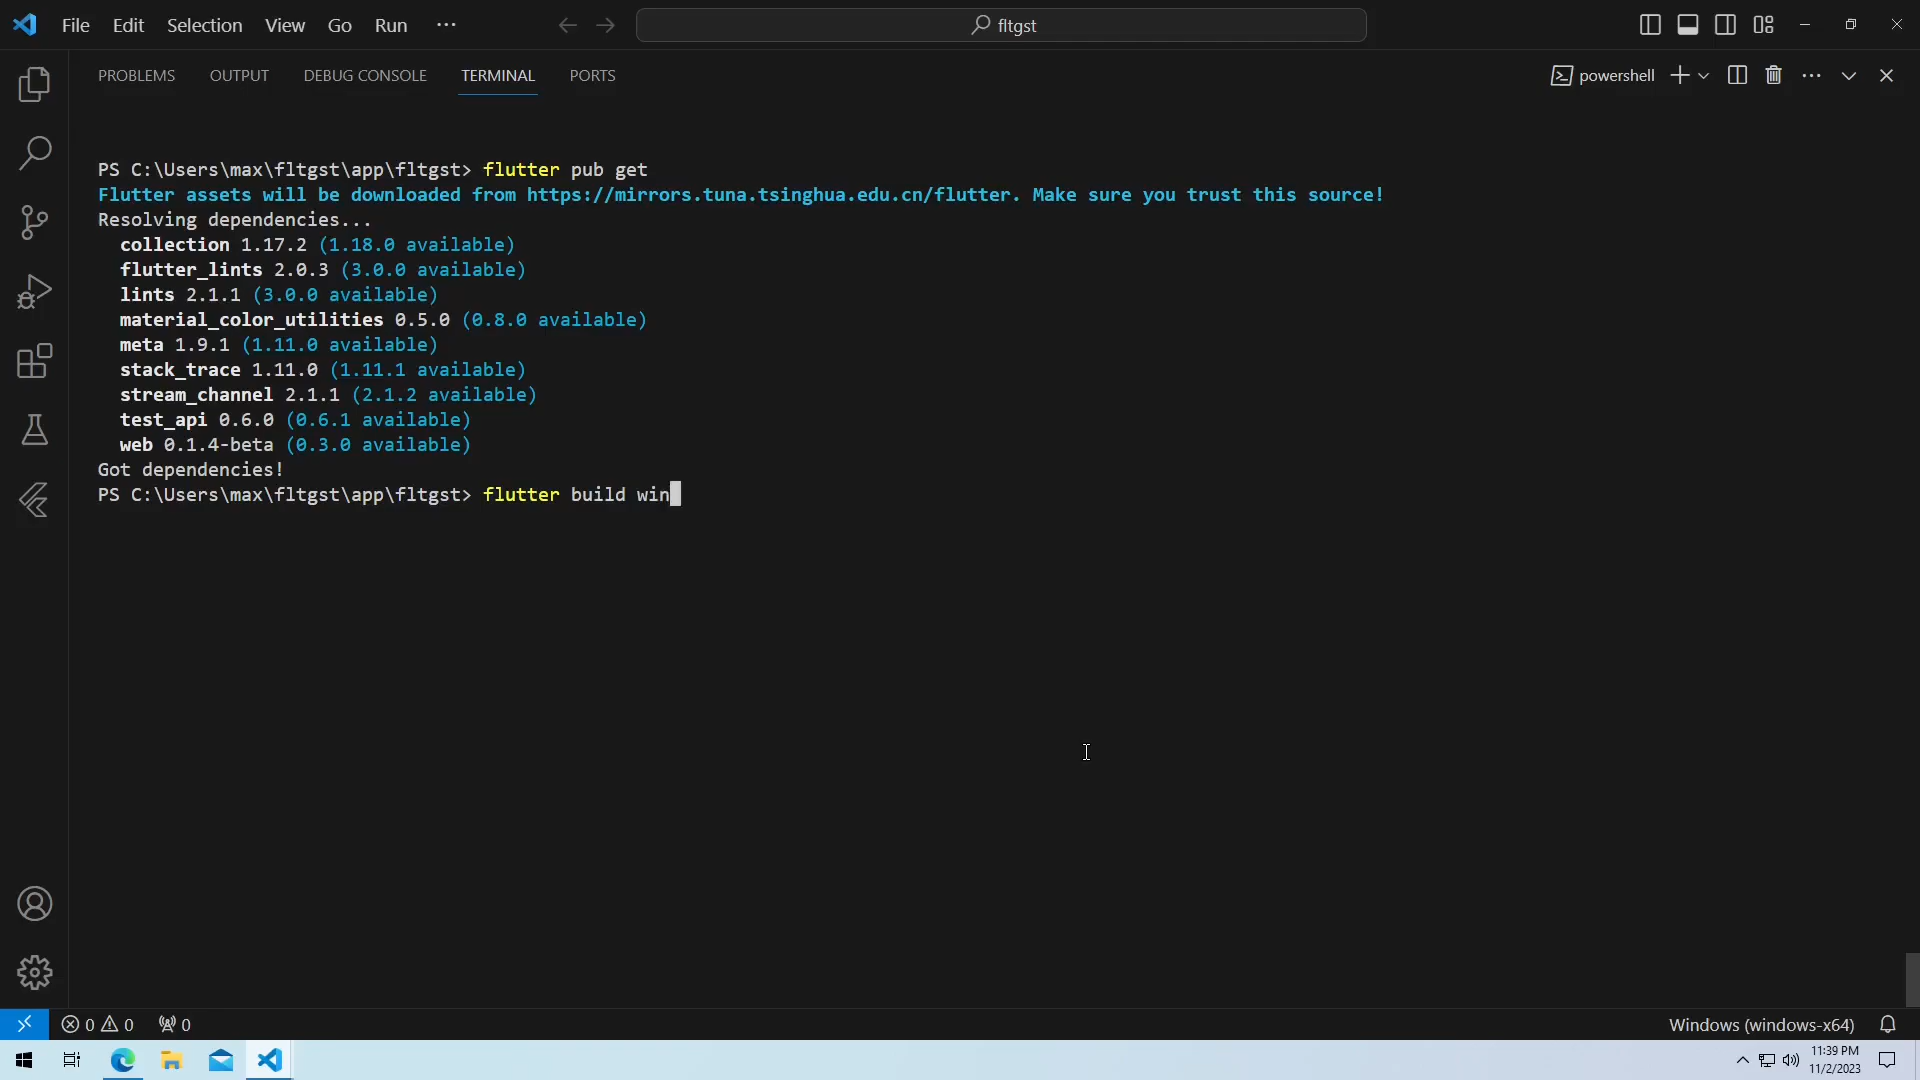 File Edit Selection View Go Run ···
fltgst
PROBLEMS OUTPUT DEBUG CONSOLE TERMINAL PORTS
powershell
PS C:\Users\max\fltgst\app\fltgst> flutter pub get
Flutter assets will be downloaded from https://mirrors.tuna.tsinghua.edu.cn/flutter. Make sure you trust this source!
Resolving dependencies...
collection 1.17.2 (1.18.0 available)
flutter_lints 2.0.3 (3.0.0 available)
lints 2.1.1 (3.0.0 available)
material_color_utilities 0.5.0 (0.8.0 available)
meta 1.9.1 (1.11.0 available)
stack_trace 1.11.0 (1.11.1 available)
stream_channel 2.1.1 (2.1.2 available)
test_api 0.6.0 (0.6.1 available)
web 0.1.4-beta (0.3.0 available)
Got dependencies!
PS C:\Users\max\fltgst\app\fltgst> flutter build win
0 0 0
Windows (windows-x64)
11:39 PM
11/2/2023